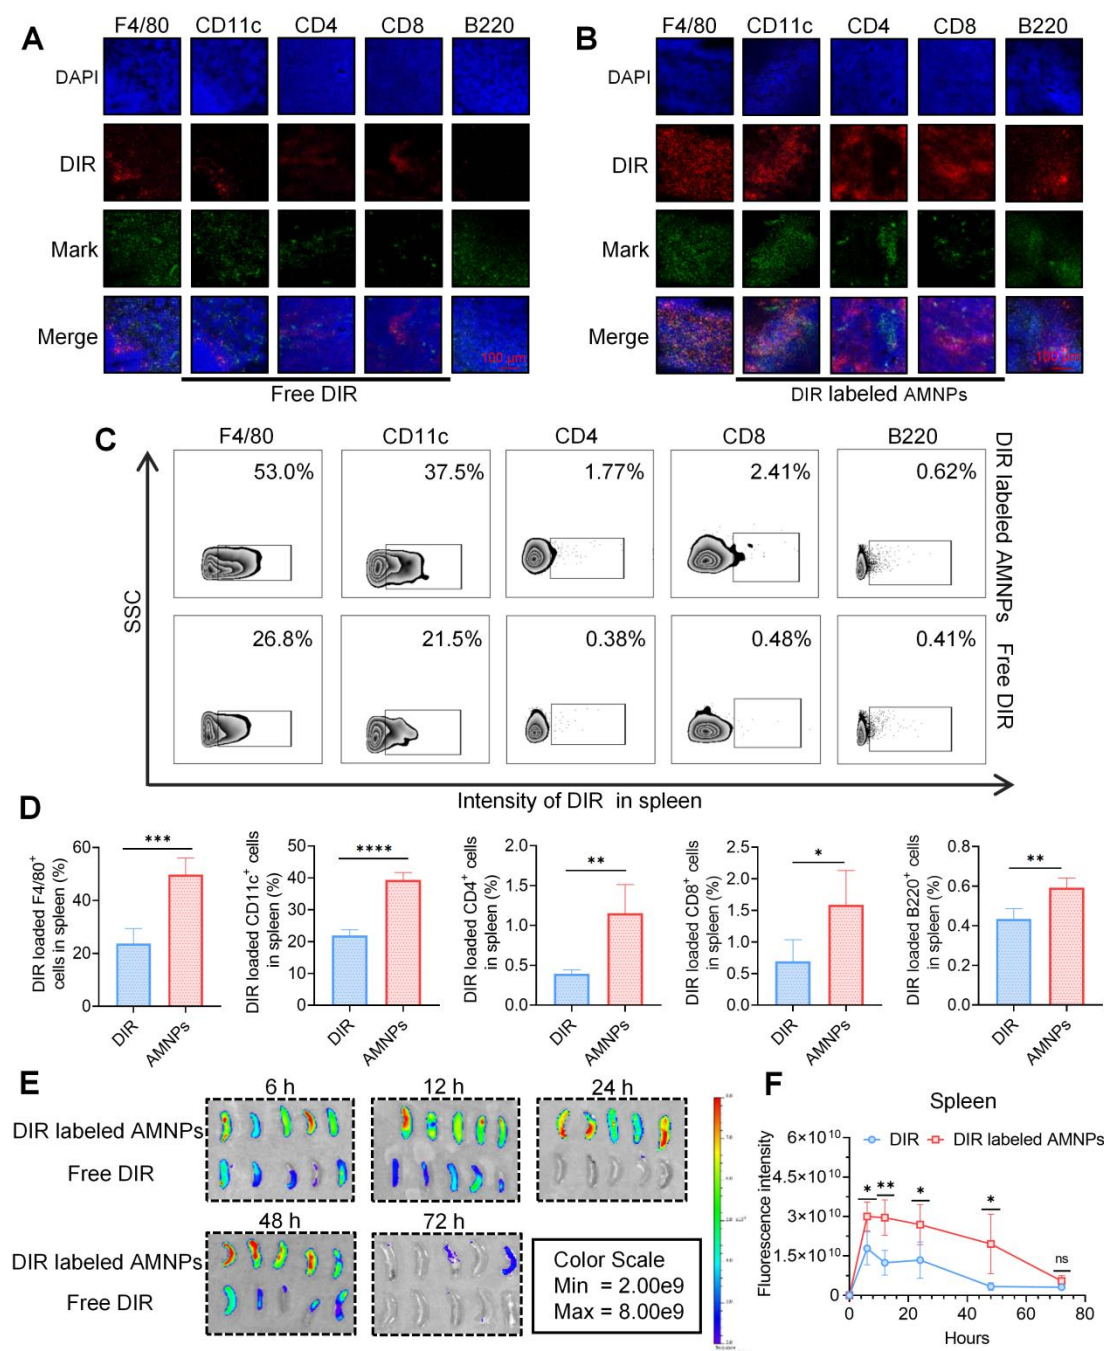 A
F4/80 CD11c CD4 CD8 B220
DAPI
DIR
Mark
Merge
100 µm
Free DIR
B
F4/80 CD11c CD4 CD8 B220
DAPI
DIR
Mark
Merge
100 µm
DIR labeled AMNPs
C
F4/80 CD11c CD4 CD8 B220
53.0% 37.5% 1.77% 2.41% 0.62%
DIR labeled AMNPs
26.8% 21.5% 0.38% 0.48% 0.41%
Free DIR
SSC
Intensity of DIR in spleen
D
DIR loaded F4/80+
cells in spleen (%)
60
40
20
0
***
DIR
AMNPs
DIR loaded CD11c+ cells
in spleen (%)
50
40
30
20
10
0
****
DIR
AMNPs
DIR loaded CD4+ cells
in spleen (%)
2.0
1.5
1.0
0.5
0.0
**
DIR
AMNPs
DIR loaded CD8+ cells
in spleen (%)
2.5
2.0
1.5
1.0
0.5
0.0
*
DIR
AMNPs
DIR loaded B220+ cells
in spleen (%)
0.8
0.6
0.4
0.2
0.0
**
DIR
AMNPs
E
6 h 12 h 24 h
DIR labeled AMNPs
Free DIR
48 h 72 h
DIR labeled AMNPs
Free DIR
Color Scale
Min = 2.00e9
Max = 8.00e9
F
Spleen
DIR DIR labeled AMNPs
Fluorescence intensity
6×10^10
4.5×10^10
3×10^10
1.5×10^10
0
* ** * * ns
0 20 40 60 80
Hours